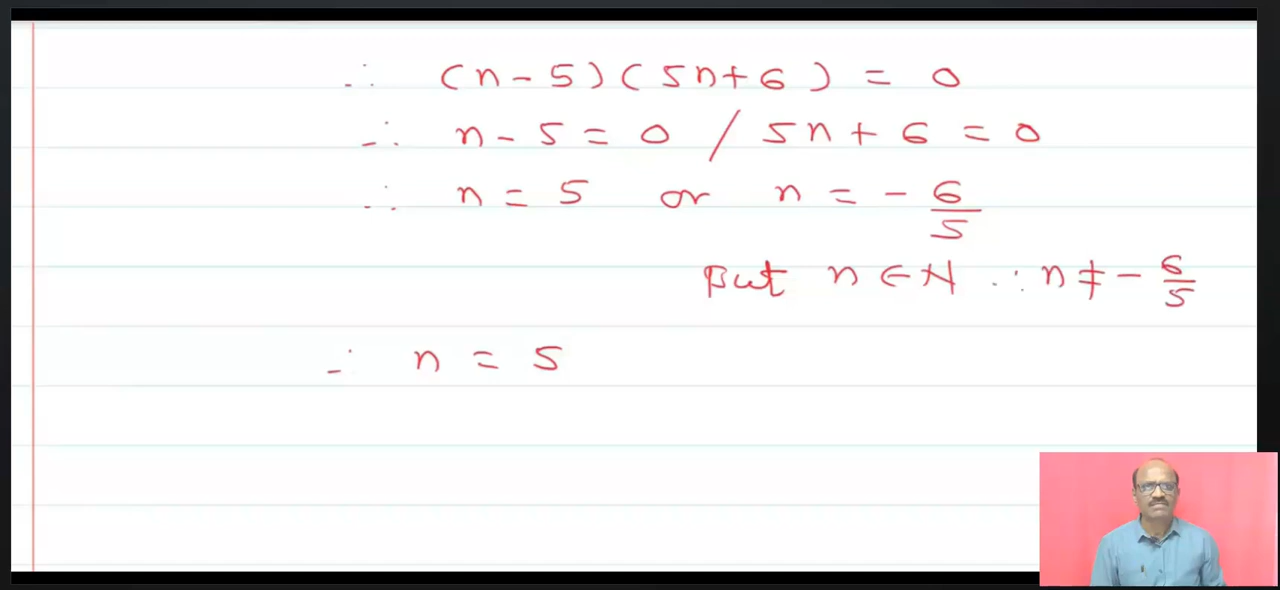 ∴ (n - 5) (5n + 6) = 0
∴ n - 5 = 0 / 5n + 6 = 0
∴ n = 5 or n = - 6/5
But n ∈ N ∴ n ≠ - 6/5
∴ n = 5